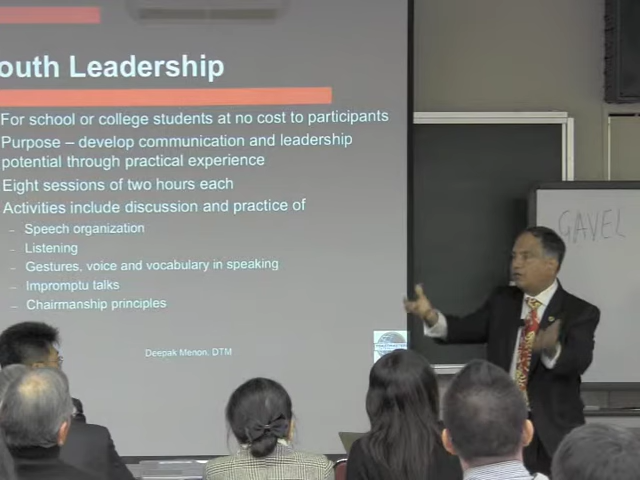 outh Leadership
For school or college students at no cost to participants
Purpose – develop communication and leadership
potential through practical experience
Eight sessions of two hours each
Activities include discussion and practice of
– Speech organization
– Listening
– Gestures, voice and vocabulary in speaking
– Impromptu talks
– Chairmanship principles
Deepak Menon, DTM
GAVEL